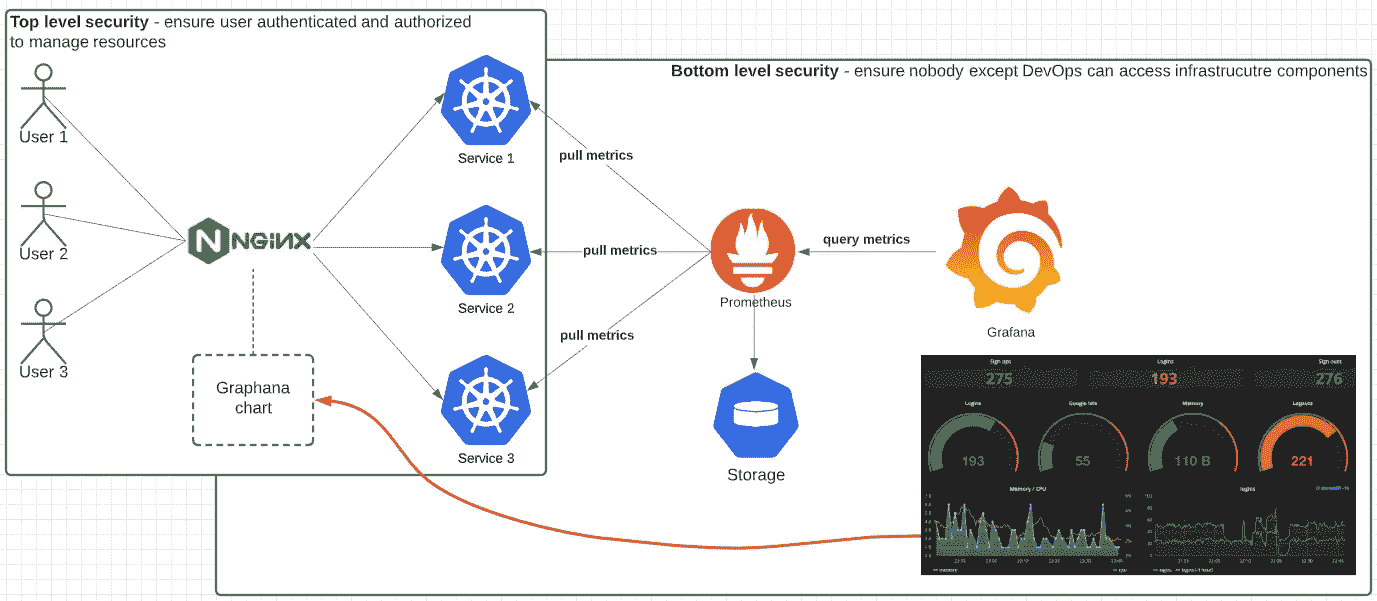 Top level security - ensure user authenticated and authorized
to manage resources
Bottom level security - ensure nobody except DevOps can access infrastrucutre components
User 1
User 2
User 3
NGINX
Graphana
chart
Service 1
Service 2
Service 3
pull metrics
pull metrics
pull metrics
Prometheus
Storage
query metrics
Grafana
Sign ups
275
Logins
193
Sign outs
276
Logins
193
Google hits
55
Memory
110 B
Logouts
221
Memory / CPU
logins
memory
cpu